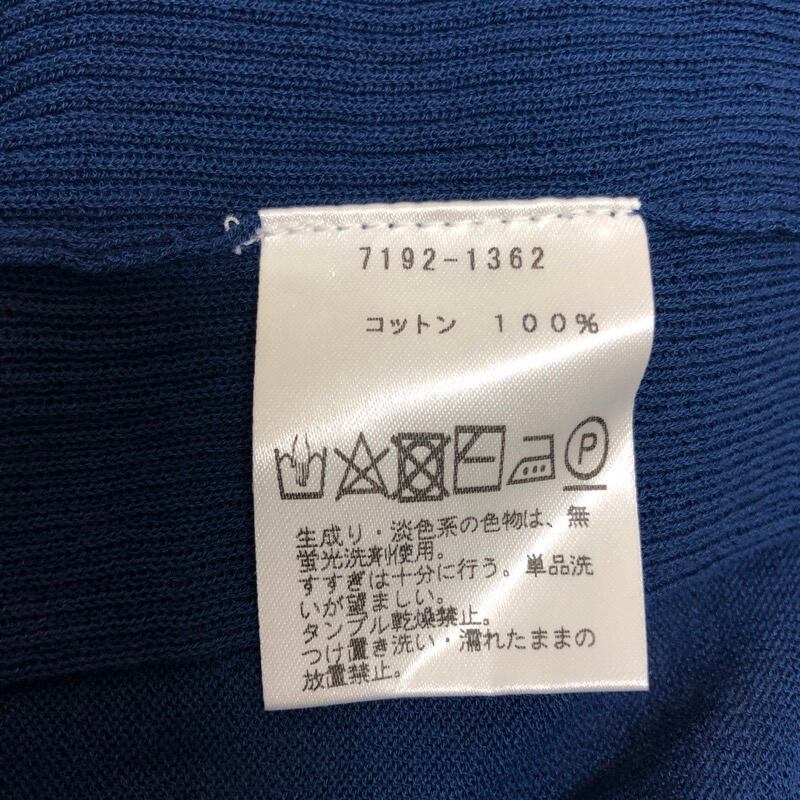 7192-1362
コットン １００％
P
生成り・淡色系の色物は、無
蛍光洗剤使用。
すすぎは十分に行う。単品洗
いが望ましい。
タンブル乾燥禁止。
つけ置き洗い・濡れたままの
放置禁止。